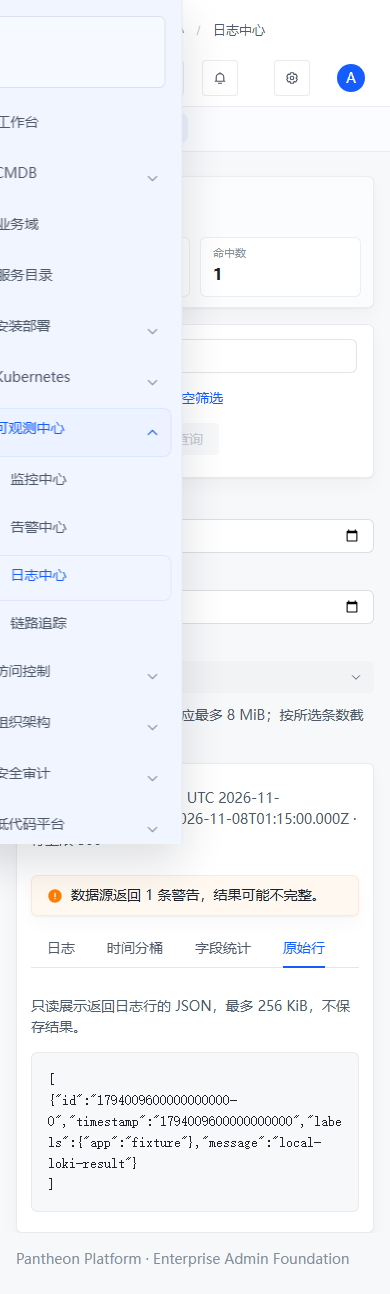 / 日志中心
A
工作台
CMDB
业务域
服务目录
安装部署
Kubernetes
可观测中心
监控中心
告警中心
日志中心
链路追踪
访问控制
组织架构
安全审计
低代码平台
命中数
1
空筛选
查询
应最多 8 MiB；按所选条数截
UTC 2026-11-
026-11-08T01:15:00.000Z ·
数据源返回 1 条警告，结果可能不完整。
日志 时间分桶 字段统计 原始行
只读展示返回日志行的 JSON，最多 256 KiB，不保
存结果。
[
{"id":"1794009600000000000-
0","timestamp":"1794009600000000000","labe
ls":{"app":"fixture"},"message":"local-
loki-result"}
]
Pantheon Platform · Enterprise Admin Foundation